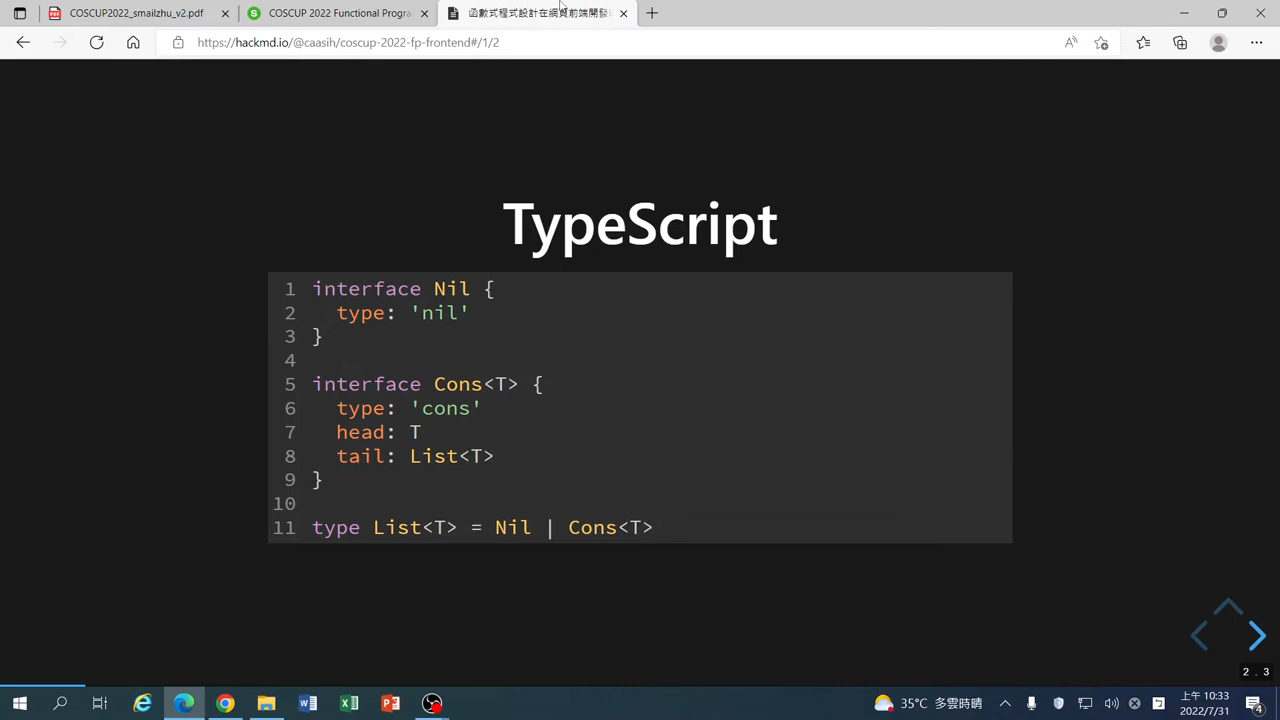 COSCUP2022_smailzhu_v2.pdf
COSCUP 2022 Functional Progra
函數式程式設計在網頁前端開發
https://hackmd.io/@caasih/coscup-2022-fp-frontend#/1/2
TypeScript
1 interface Nil {
2 type: 'nil'
3 }
4
5 interface Cons<T> {
6 type: 'cons'
7 head: T
8 tail: List<T>
9 }
10
11 type List<T> = Nil | Cons<T>
2 . 3
35°C 多雲時晴
上午 10:33
2022/7/31
4